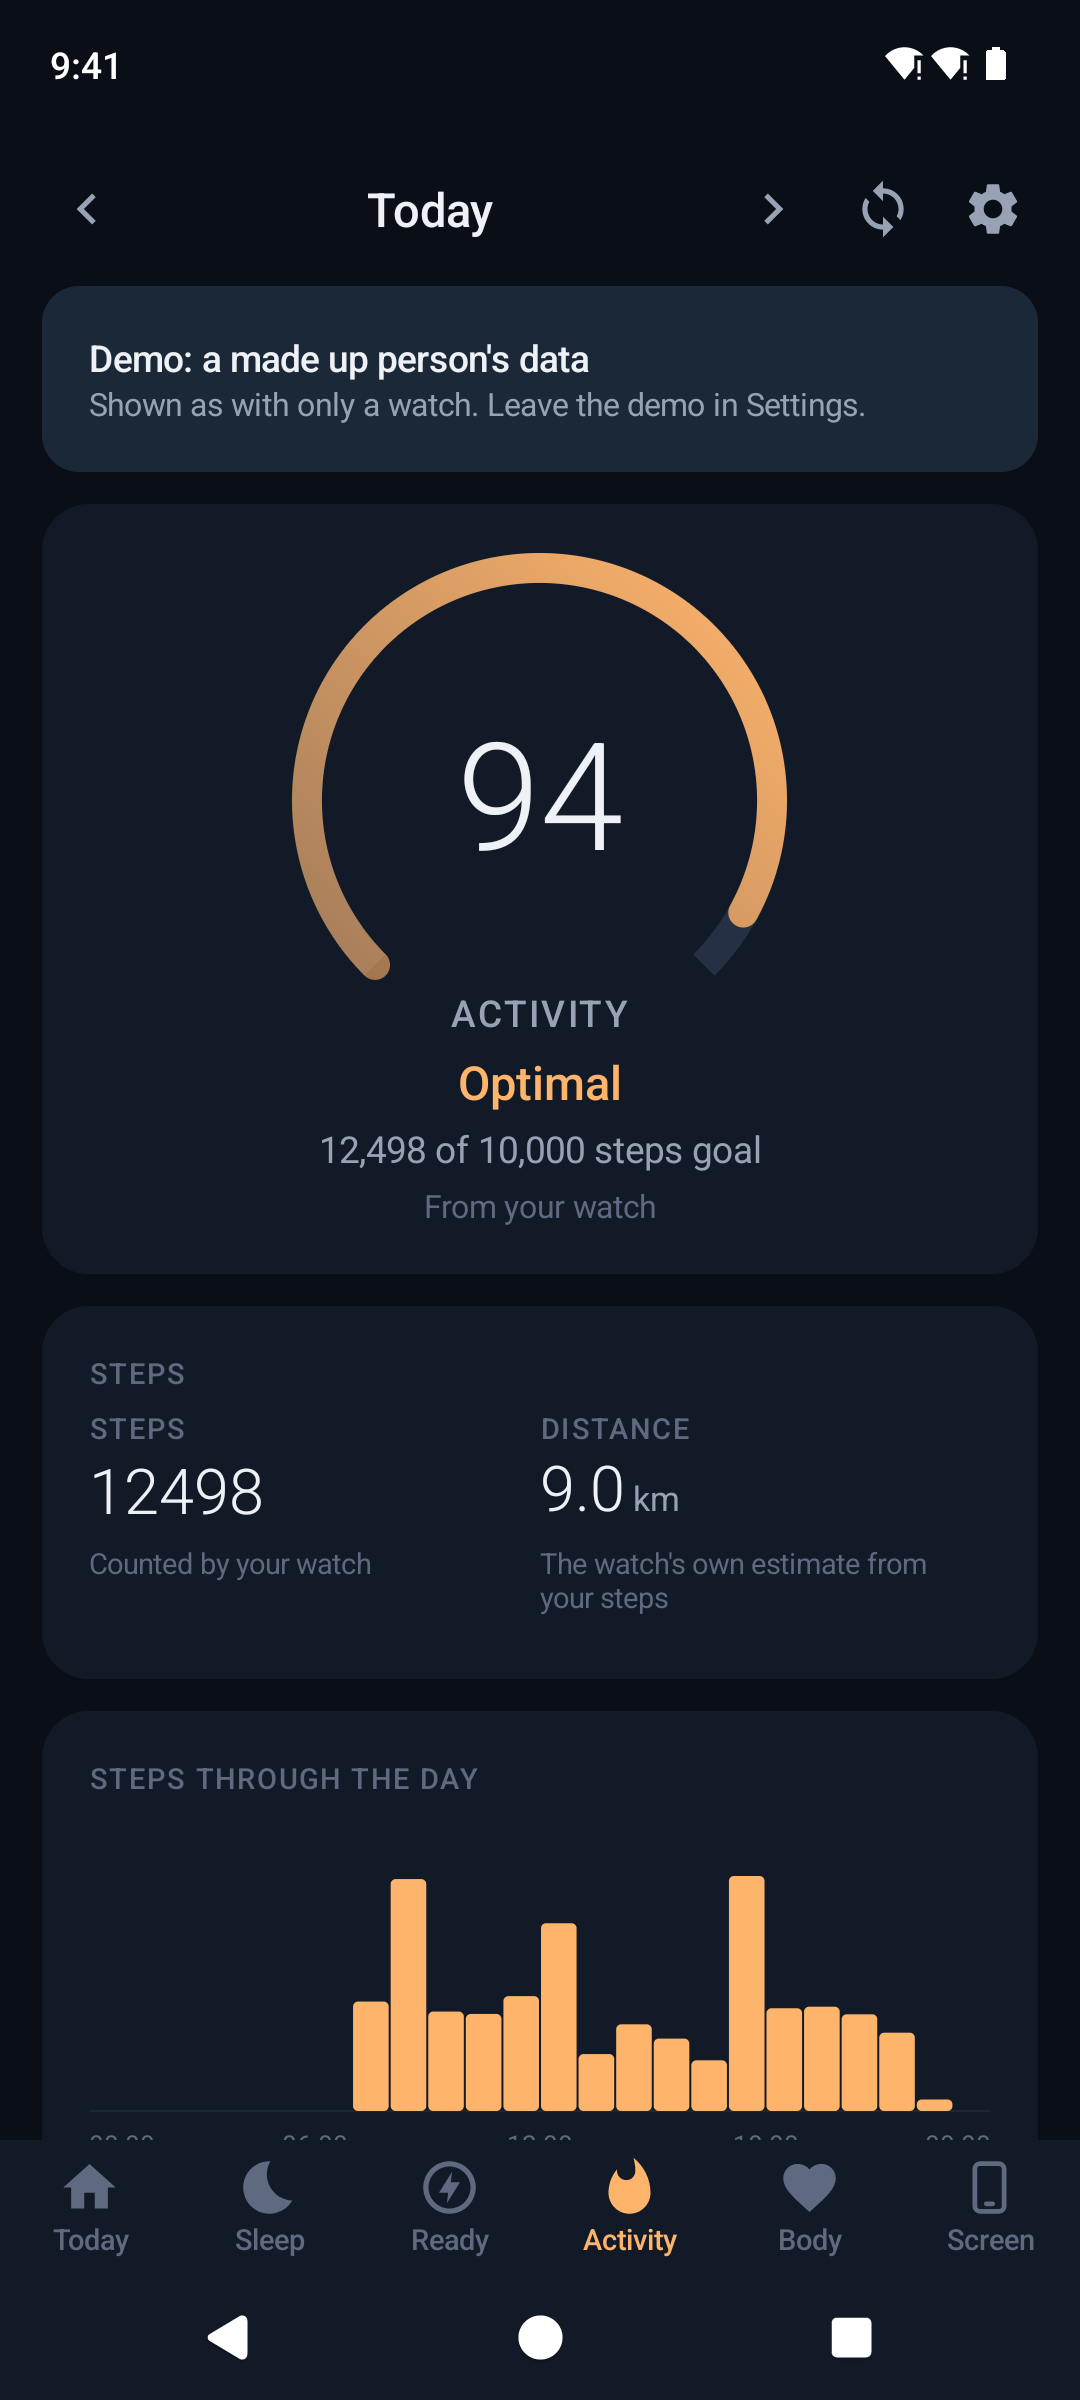 9:41
Today
Demo: a made up person's data
Shown as with only a watch. Leave the demo in Settings.
94
ACTIVITY
Optimal
12,498 of 10,000 steps goal
From your watch
STEPS
STEPS
DISTANCE
12498
9.0 km
Counted by your watch
The watch's own estimate from
your steps
STEPS THROUGH THE DAY
Today
Sleep
Ready
Activity
Body
Screen